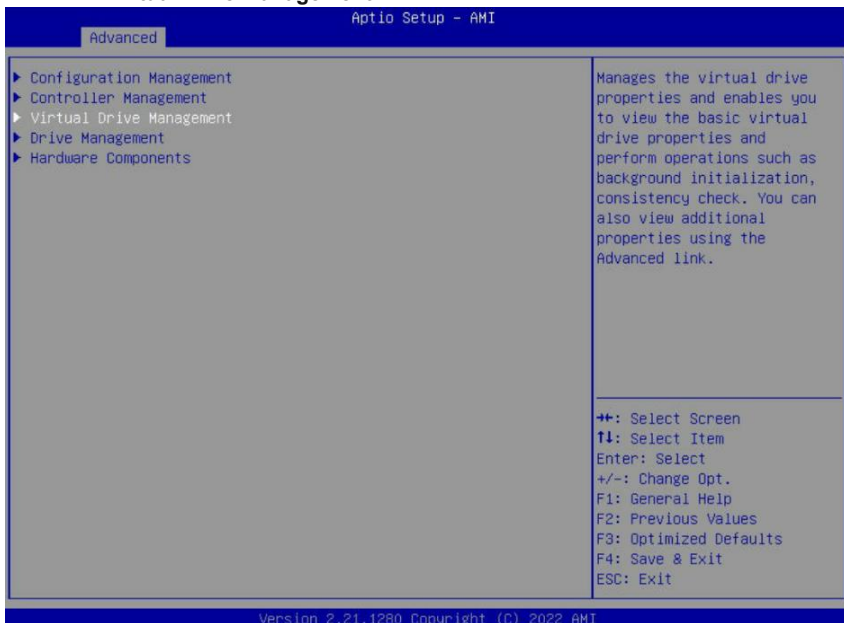 Aptio Setup - AMI
Advanced
Configuration Management
Controller Management
Virtual Drive Management
Drive Management
Hardware Components
Manages the virtual drive
properties and enables you
to view the basic virtual
drive properties and
perform operations such as
background initialization,
consistency check. You can
also view additional
properties using the
Advanced link.
→←: Select Screen
↑↓: Select Item
Enter: Select
+/-: Change Opt.
F1: General Help
F2: Previous Values
F3: Optimized Defaults
F4: Save & Exit
ESC: Exit
Version 2.21.1280 Copyright (C) 2022 AMI